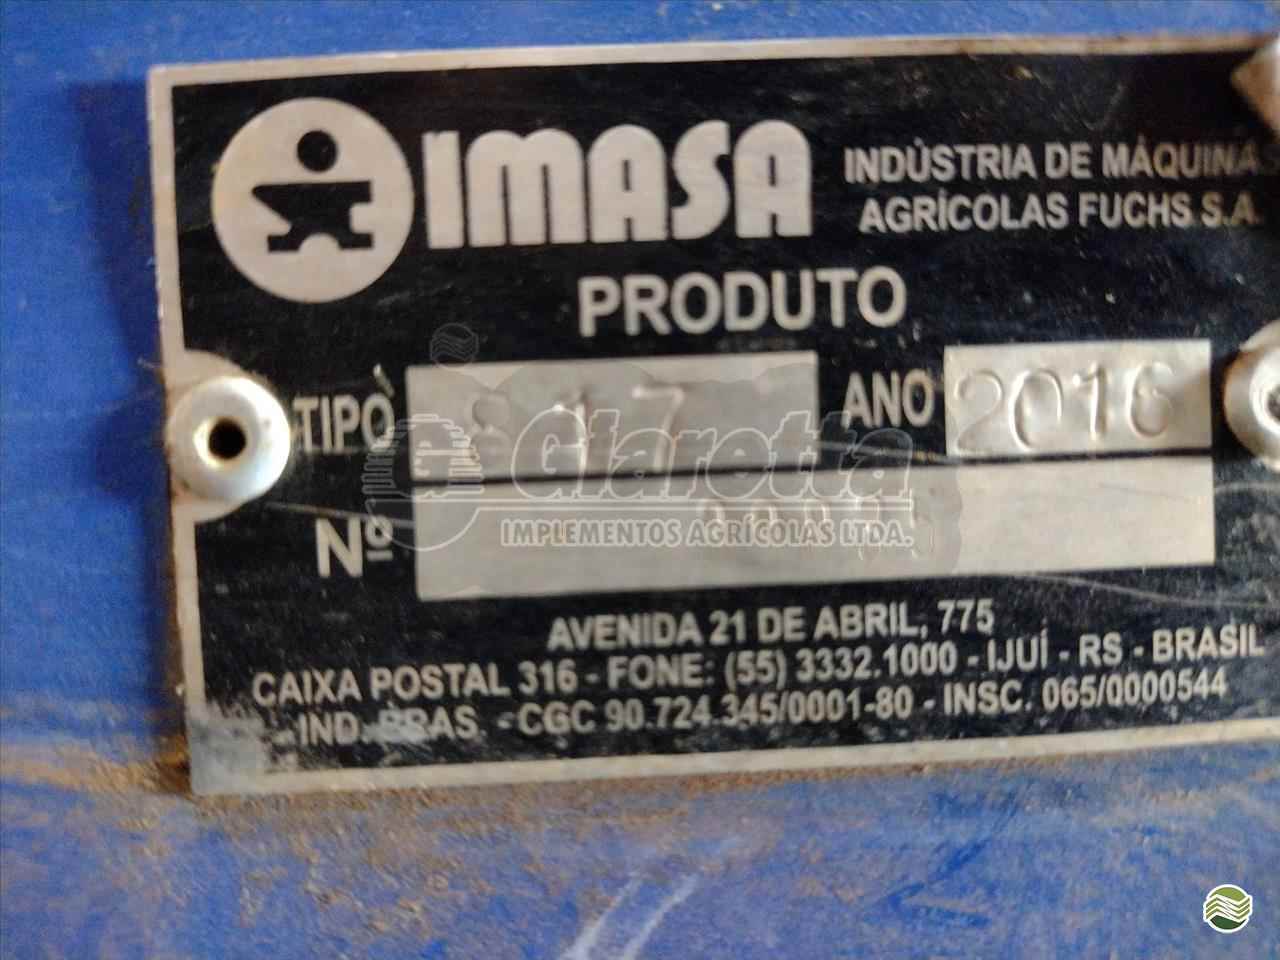 IMASA
INDÚSTRIA DE MÁQUINAS
AGRÍCOLAS FUCHS S.A.
PRODUTO
TIPO S 17 ANO 2016
Giarotta
Nº
IMPLEMENTOS AGRÍCOLAS LTDA.
AVENIDA 21 DE ABRIL, 775
CAIXA POSTAL 316 - FONE: (55) 3332.1000 - IJUÍ - RS - BRASIL
IND. BRAS. - CGC 90.724.345/0001-80 - INSC. 065/0000544